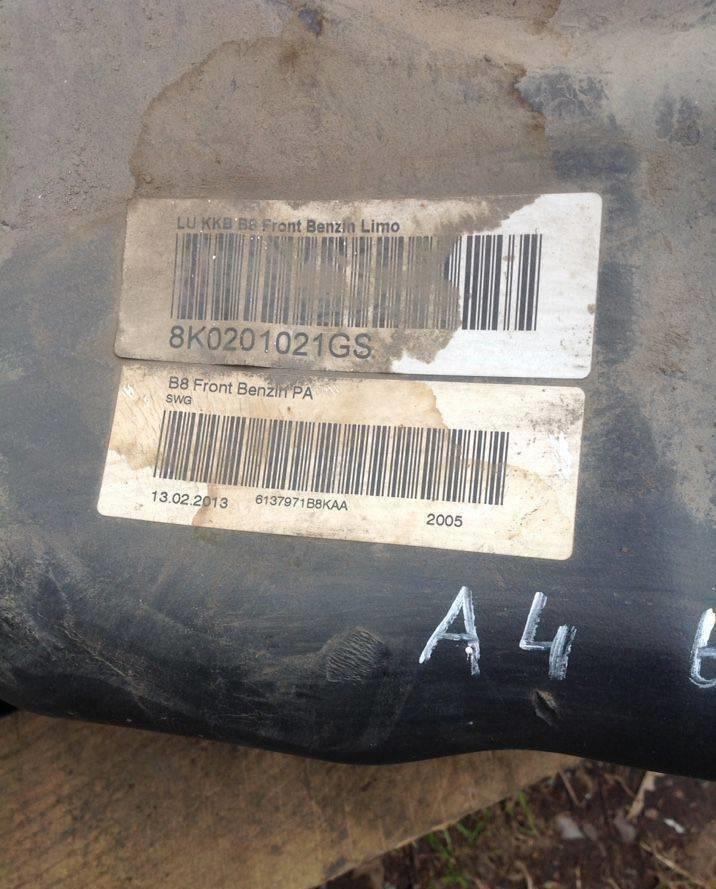 LU KKB B8 Front Benzin Limo
8K0201021GS
B8 Front Benzin PA
SWG
13.02.2013 6137971B8KAA 2005
A4